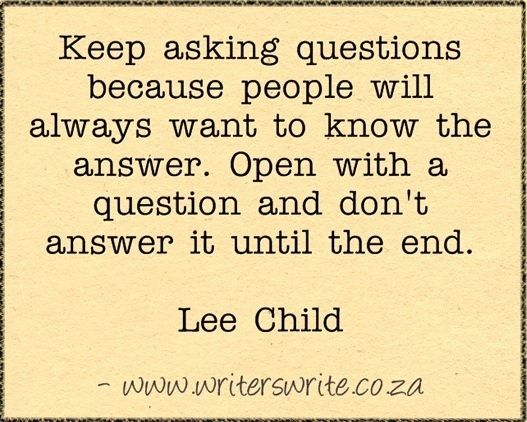 Keep asking questions
because people will
always want to know the
answer. Open with a
question and don't
answer it until the end.
Lee Child
- www.writerswrite.co.za